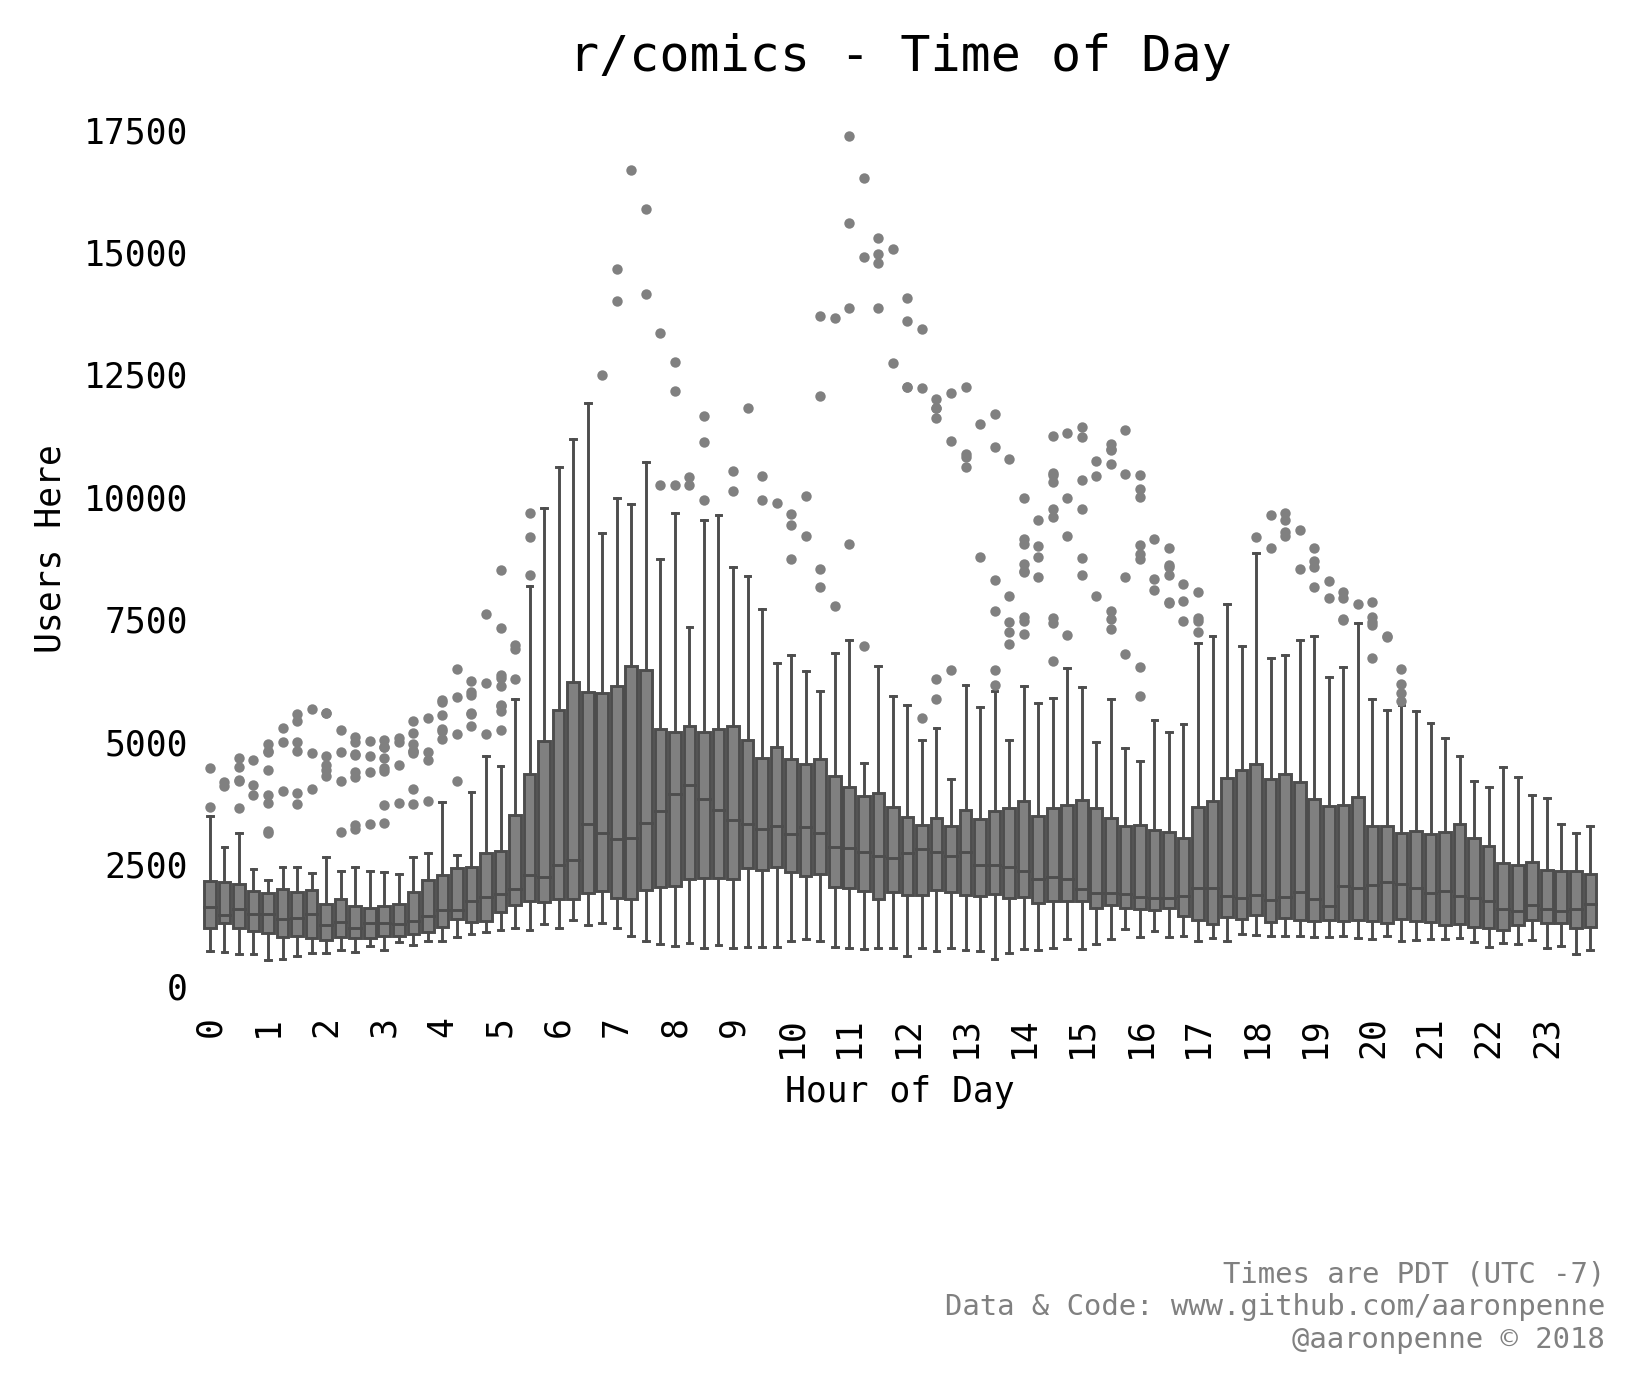 r/comics - Time of Day
17500
15000
12500
10000
7500
5000
2500
0
Users Here
0 1 2 3 4 5 6 7 8 9 10 11 12 13 14 15 16 17 18 19 20 21 22 23
Hour of Day
Times are PDT (UTC -7)
Data & Code: www.github.com/aaronpenne
@aaronpenne © 2018